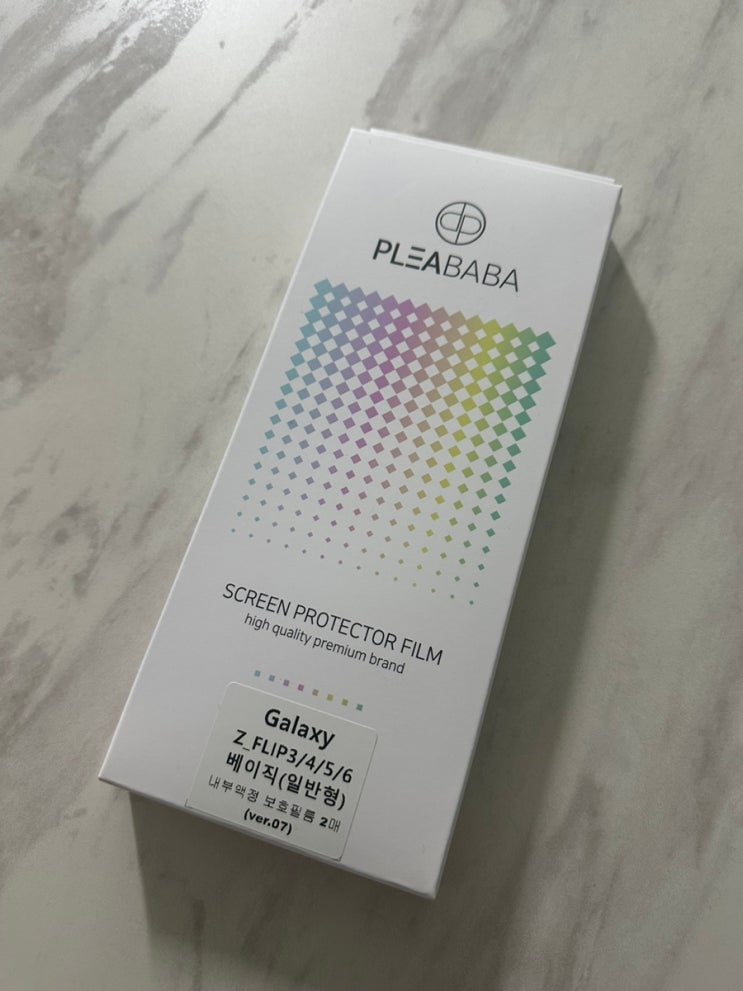 PLEABABA
SCREEN PROTECTOR FILM
high quality premium brand
Galaxy
Z_FLIP3/4/5/6
베이직(일반형)
내부액정 보호필름 2매
(ver.07)